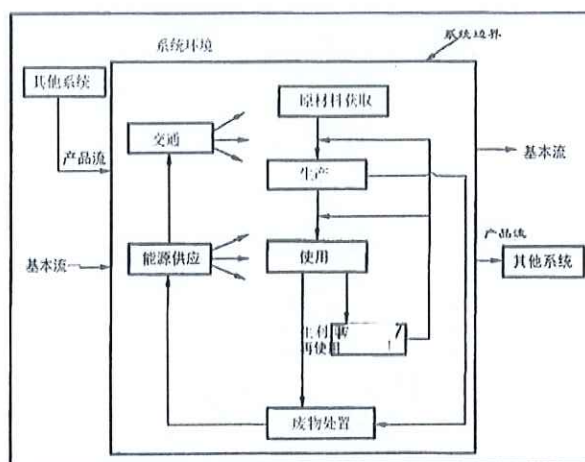 系统边界
系统环境
其他系统
原材料获取
交通
产品流
基本流
生产
产品流
基本流
能源供应
使用
其他系统
再使用
废物处置